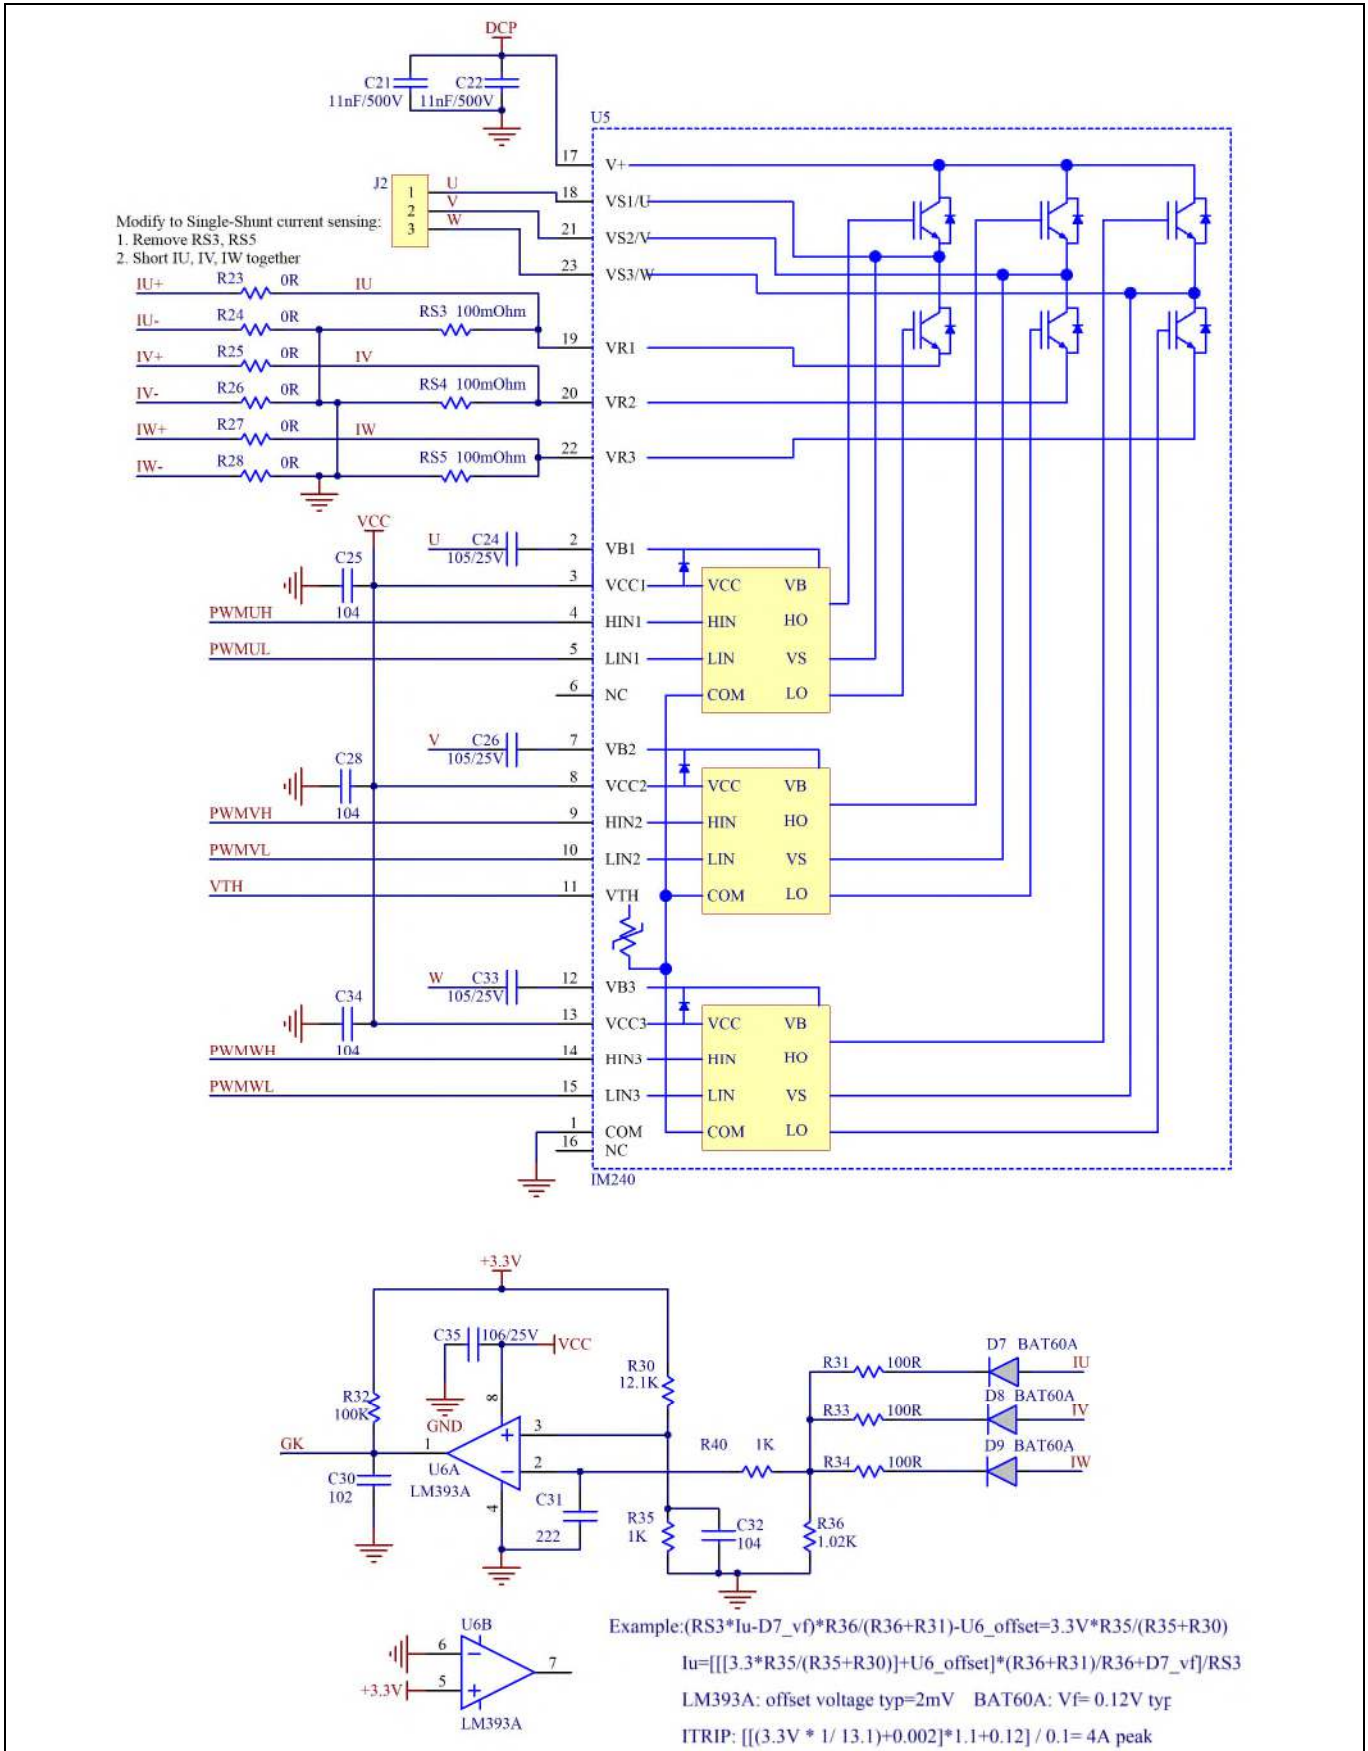 DCP
C21
C22
11nF/500V
11nF/500V
U5
17
V+
J2
1
U
18
VS1/U
2
V
21
VS2/V
3
W
23
VS3/W
Modify to Single-Shunt current sensing:
1. Remove RS3, RS5
2. Short IU, IV, IW together
IU+
R23
0R
IU
IU-
R24
0R
RS3 100mOhm
19
VR1
IV+
R25
0R
IV
IV-
R26
0R
RS4 100mOhm
20
VR2
IW+
R27
0R
IW
22
VR3
IW-
R28
0R
RS5 100mOhm
VCC
U
C24
105/25V
2
VB1
C25
104
3
VCC1
VCC
VB
PWMUH
4
HIN1
HIN
HO
PWMUL
5
LIN1
LIN
VS
6
NC
COM
LO
V
C26
105/25V
7
VB2
C28
104
8
VCC2
VCC
VB
PWMVH
9
HIN2
HIN
HO
PWMVL
10
LIN2
LIN
VS
VTH
11
VTH
COM
LO
W
C33
105/25V
12
VB3
C34
104
13
VCC3
VCC
VB
PWMWH
14
HIN3
HIN
HO
PWMWL
15
LIN3
LIN
VS
1
COM
COM
LO
16
NC
IM240
+3.3V
C35
106/25V
VCC
R30
12.1K
D7 BAT60A
R31
100R
IU
R32
100K
8
GND
D8 BAT60A
R33
100R
IV
GK
1
3
+
R40
1K
D9 BAT60A
U6A
LM393A
2
−
R34
100R
IW
C30
102
4
C31
222
R35
1K
C32
104
R36
1.02K
U6B
6
−
7
+3.3V
5
+
LM393A
Example:(RS3*Iu-D7_vf)*R36/(R36+R31)-U6_offset=3.3V*R35/(R35+R30)
Iu=[[[3.3*R35/(R35+R30)]+U6_offset]*(R36+R31)/R36+D7_vf]/RS3
LM393A: offset voltage typ=2mV BAT60A: Vf= 0.12V typ
ITRIP: [[(3.3V * 1/ 13.1)+0.002]*1.1+0.12] / 0.1= 4A peak